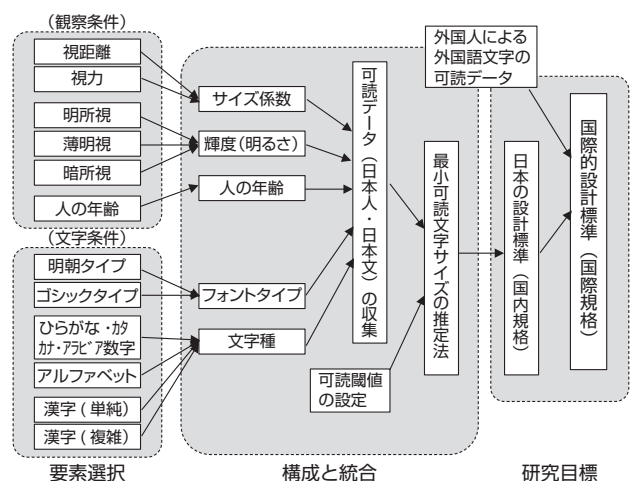 （観察条件）
視距離
視力
明所視
薄明視
暗所視
人の年齢
（文字条件）
明朝タイプ
ゴシックタイプ
ひらがな・カタ
カナ・アラビア数字
アルファベット
漢字（単純）
漢字（複雑）
要素選択
サイズ係数
輝度（明るさ）
人の年齢
フォントタイプ
文字種
可読データ（日本人・日本文）の収集
可読閾値
の設定
最小可読文字サイズの推定法
構成と統合
外国人による
外国語文字の
可読データ
日本の設計標準（国内規格）
国際的設計標準（国際規格）
研究目標